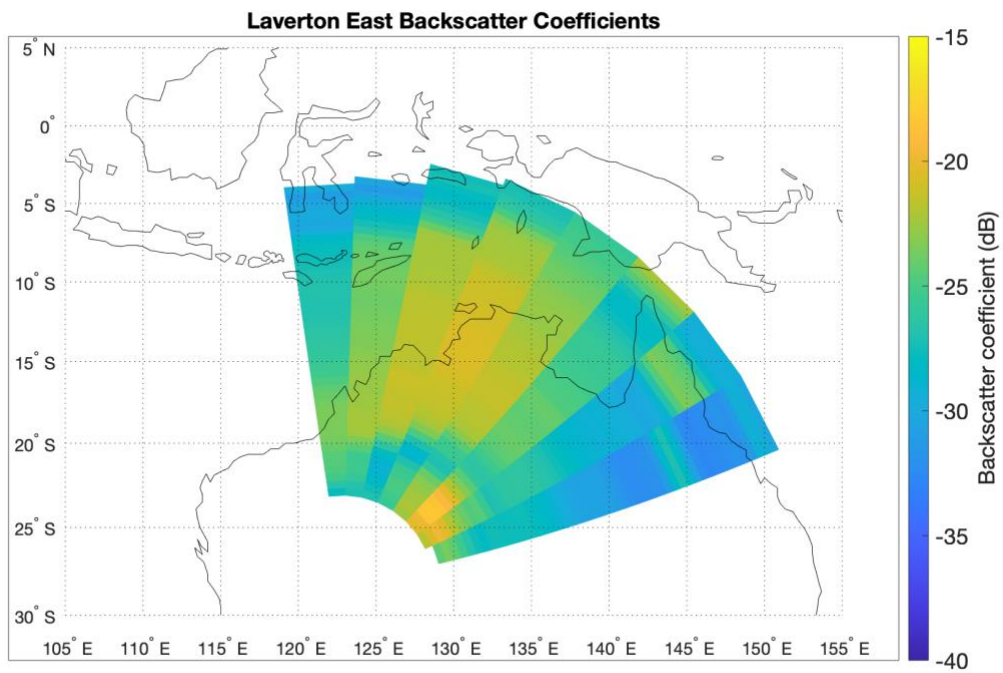 Laverton East Backscatter Coefficients
5° N
0°
5° S
10° S
15° S
20° S
25° S
30° S
105° E 110° E 115° E 120° E 125° E 130° E 135° E 140° E 145° E 150° E 155° E
-15
-20
-25
-30
-35
-40
Backscatter coefficient (dB)